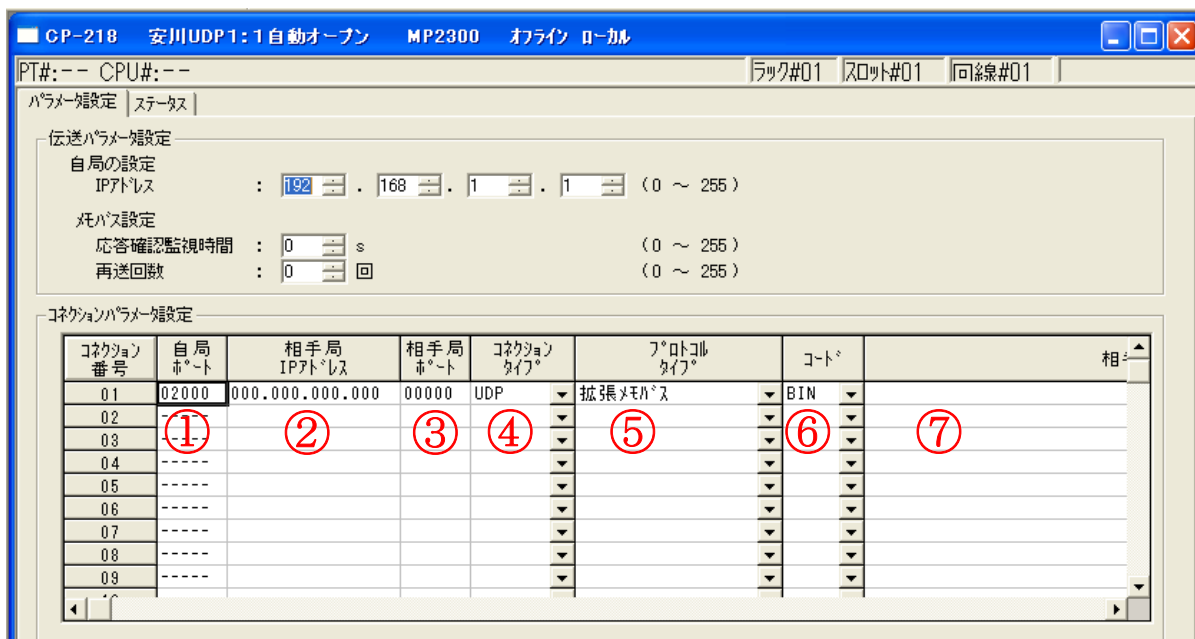 CP-218 安川UDP1:1自動オープン MP2300 オフライン ローカル
PT#:-- CPU#:-- ラック#01 スロット#01 回線#01
パラメータ設定 ステータス
伝送パラメータ設定
自局の設定
IPアドレス : 192 . 168 . 1 . 1 (0 ~ 255)
メモバス設定
応答確認監視時間 : 0 s (0 ~ 255)
再送回数 : 0 回 (0 ~ 255)
コネクションパラメータ設定
コネクション番号 自局ポート 相手局IPアドレス 相手局ポート コネクションタイプ プロトコルタイプ コード
01 02000 000.000.000.000 00000 UDP 拡張メモバス BIN
02 -----
① ② ③ ④ ⑤ ⑥ ⑦
03 -----
04 -----
05 -----
06 -----
07 -----
08 -----
09 -----